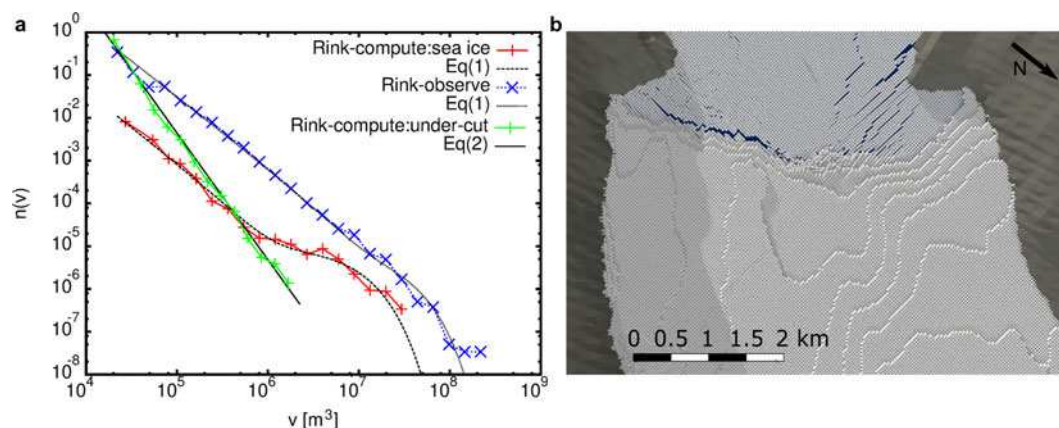 a
10^0
10^-1
10^-2
10^-3
10^-4
10^-5
10^-6
10^-7
10^-8
n(v)
Rink-compute:sea ice
Eq(1)
Rink-observe
Eq(1)
Rink-compute:under-cut
Eq(2)
10^4 10^5 10^6 10^7 10^8 10^9
v [m^3]
b
N
0 0.5 1 1.5 2 km